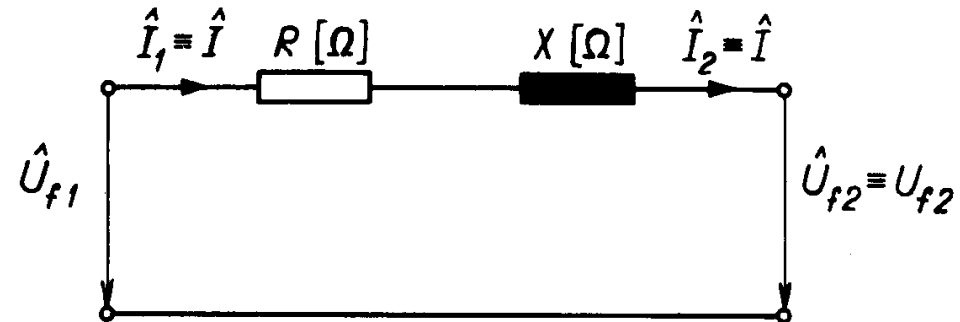 Î₁ ≡ Î R [Ω] X [Ω] Î₂ ≡ Î
Û_f1 Û_f2 ≡ U_f2